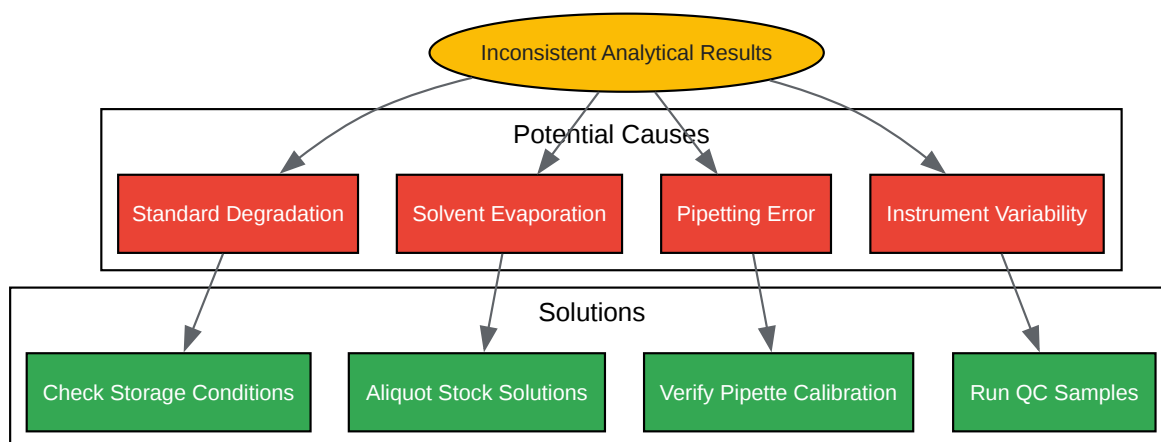 Inconsistent Analytical Results
Potential Causes
Standard Degradation
Solvent Evaporation
Pipetting Error
Instrument Variability
Solutions
Check Storage Conditions
Aliquot Stock Solutions
Verify Pipette Calibration
Run QC Samples